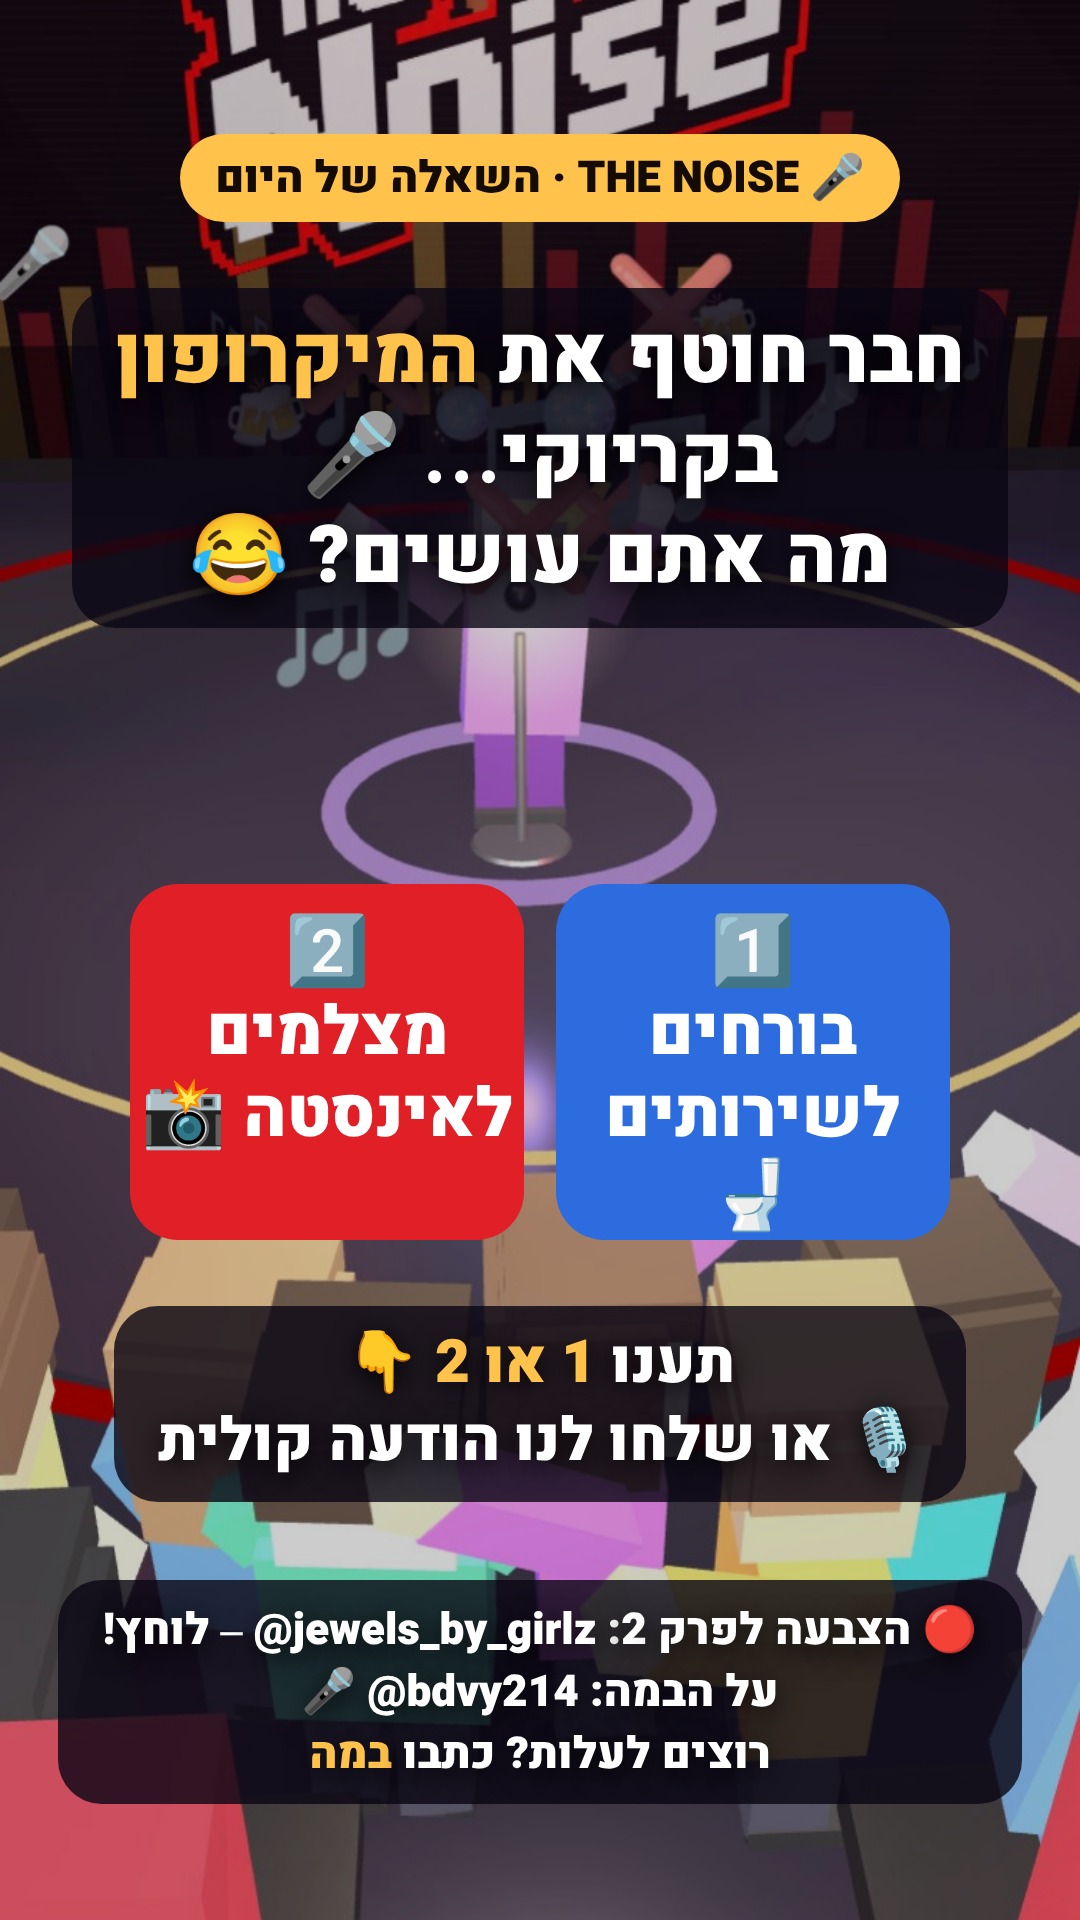 THE NOISE
🎤 THE NOISE · השאלה של היום
חבר חוטף את המיקרופון
בקריוקי... 🎤
מה אתם עושים? 😂
1️⃣
בורחים
לשירותים
🚽
2️⃣
מצלמים
לאינסטה 📸
תענו 1 או 2 👇
🎙️ או שלחו לנו הודעה קולית
🔴 הצבעה לפרק 2: @jewels_by_girlz – לוחץ!
על הבמה: @bdvy214 🎤
רוצים לעלות? כתבו במה